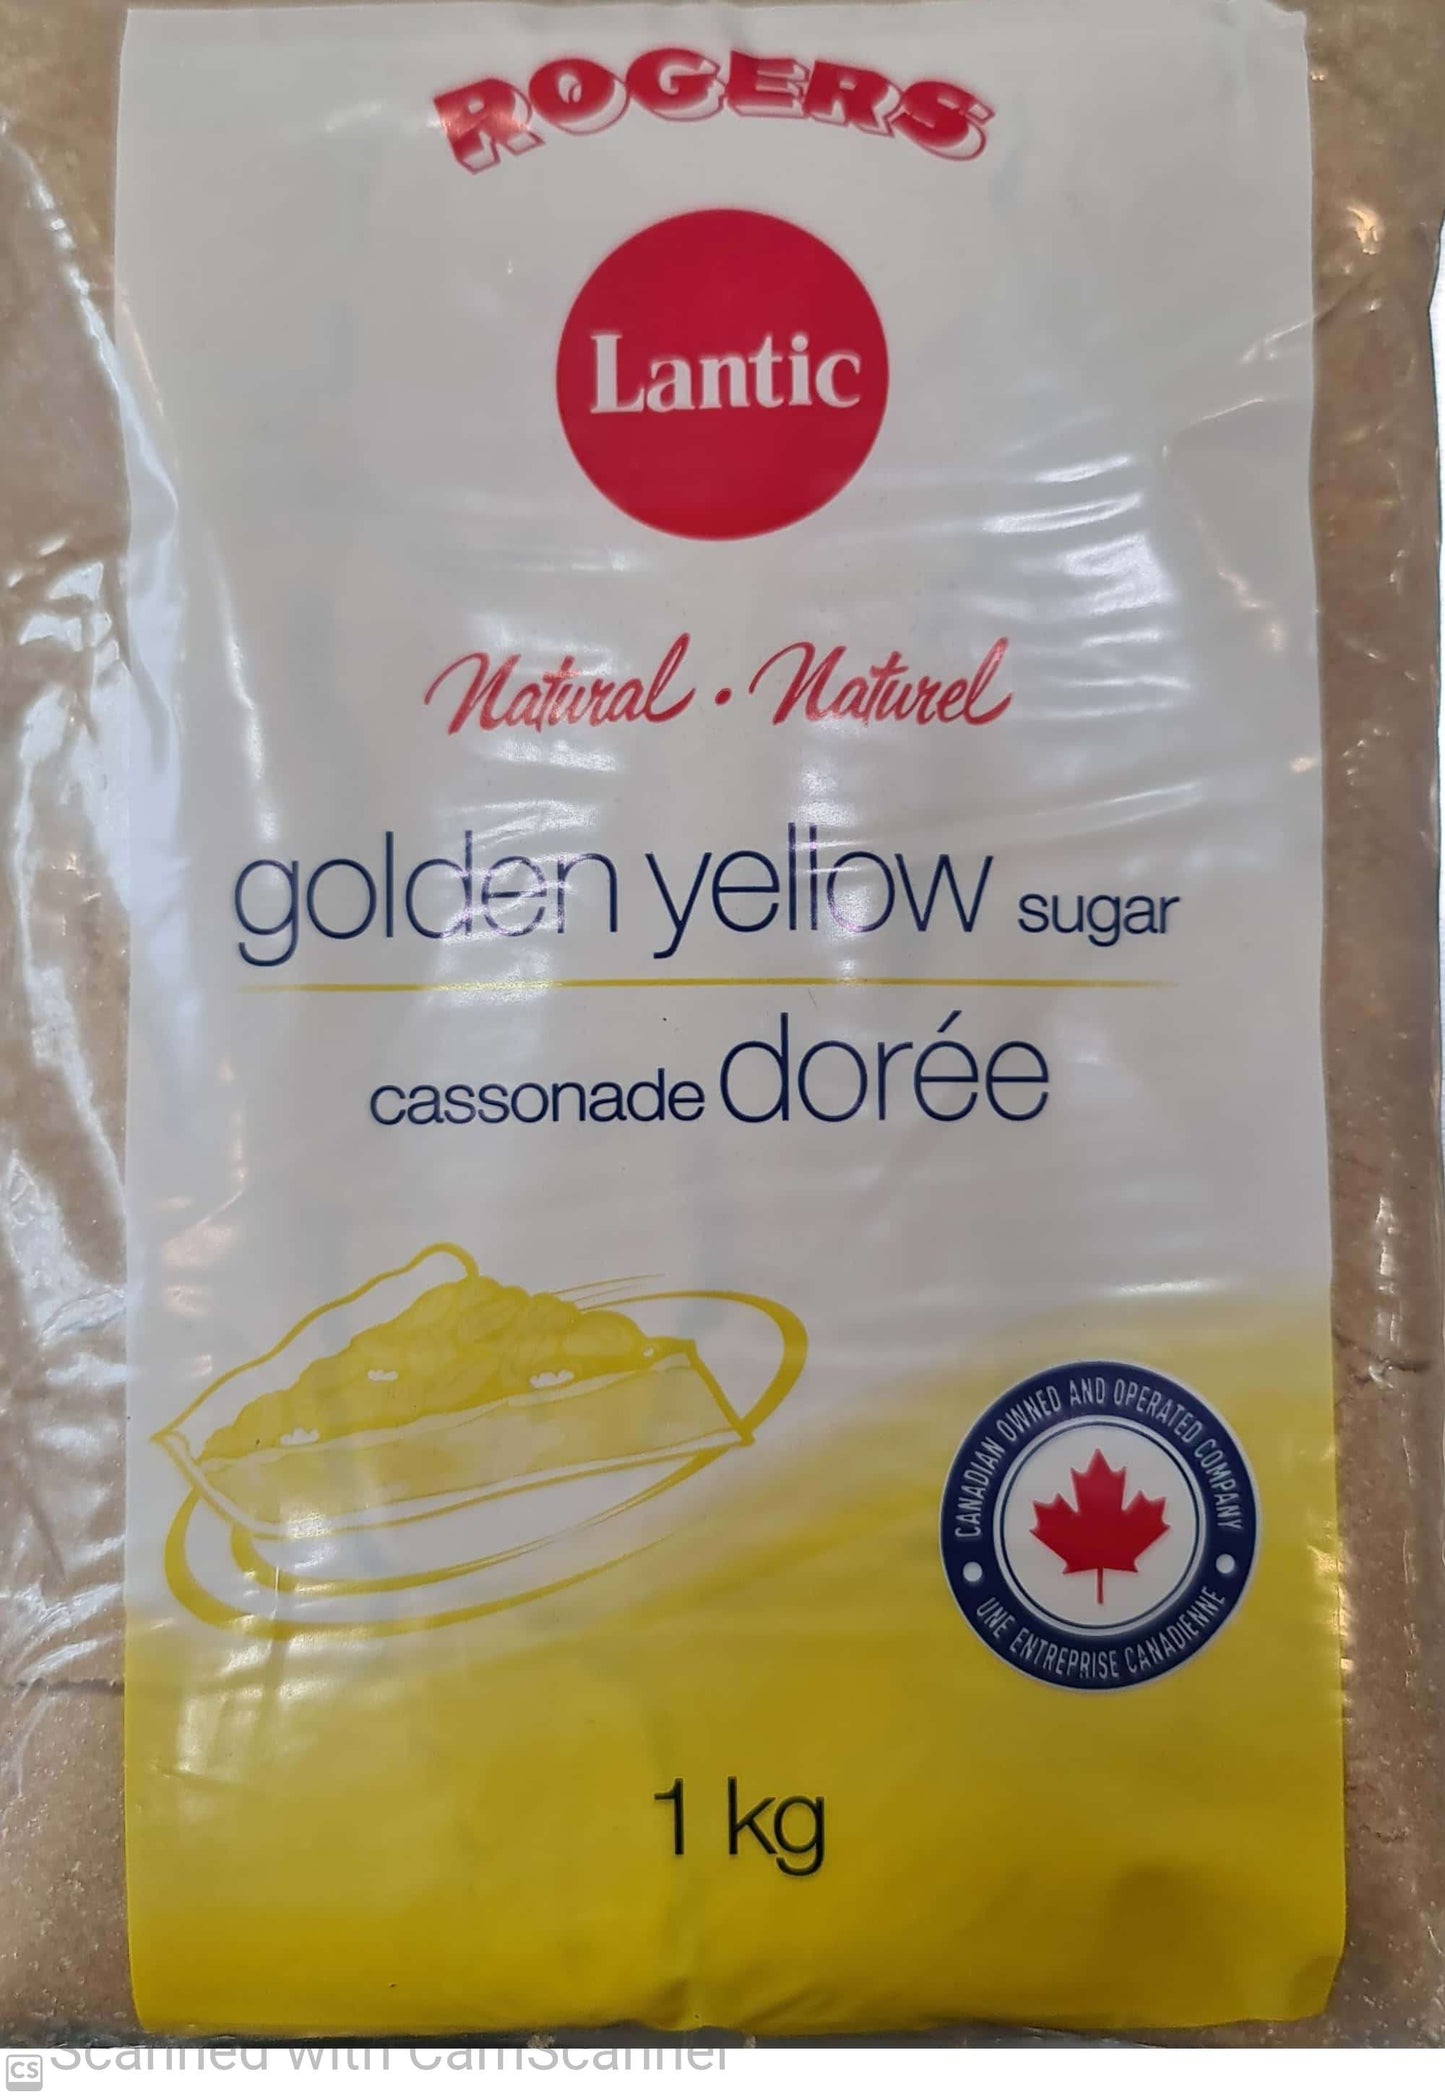 ROGERS
Lantic
Natural · Naturel
golden yellow sugar
cassonade dorée
CANADIAN OWNED AND OPERATED COMPANY
• UNE ENTREPRISE CANADIENNE •
1 kg
CS Scanned with CamScanner